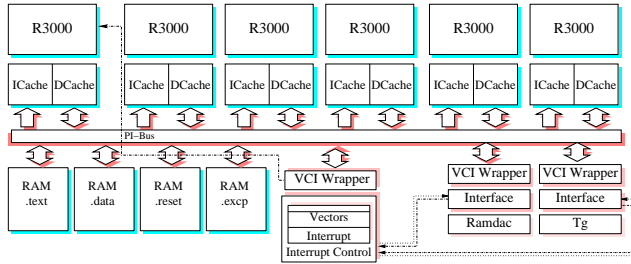 R3000 R3000 R3000 R3000 R3000 R3000
ICache DCache ICache DCache ICache DCache ICache DCache ICache DCache ICache DCache
PI-Bus
RAM .text
RAM .data
RAM .reset
RAM .excp
VCI Wrapper
Vectors
Interrupt
Interrupt Control
VCI Wrapper
Interface
Ramdac
VCI Wrapper
Interface
Tg